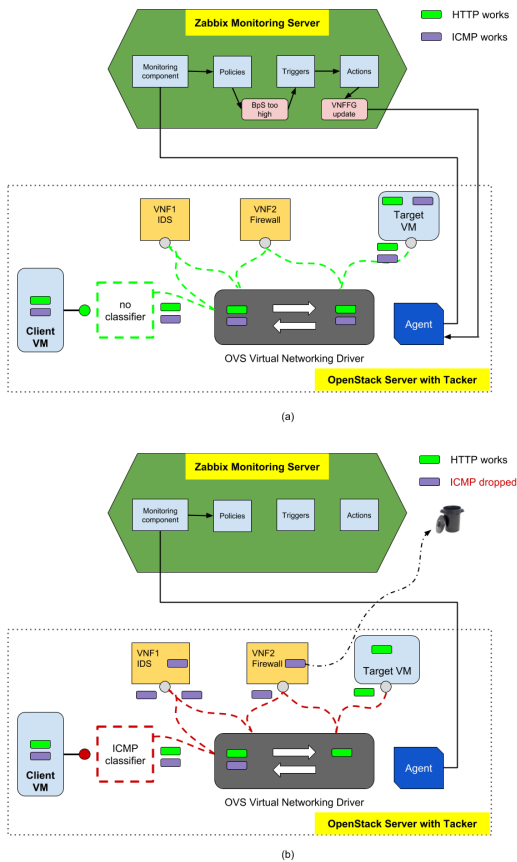 Zabbix Monitoring Server
HTTP works
ICMP works
Monitoring
component
Policies
Triggers
Actions
BpS too
high
VNFFG
update
VNF1
IDS
VNF2
Firewall
Target
VM
no
classifier
Client
VM
Agent
OVS Virtual Networking Driver
OpenStack Server with Tacker
(a)
Zabbix Monitoring Server
HTTP works
ICMP dropped
Monitoring
component
Policies
Triggers
Actions
VNF1
IDS
VNF2
Firewall
Target VM
ICMP
classifier
Client
VM
Agent
OVS Virtual Networking Driver
OpenStack Server with Tacker
(b)